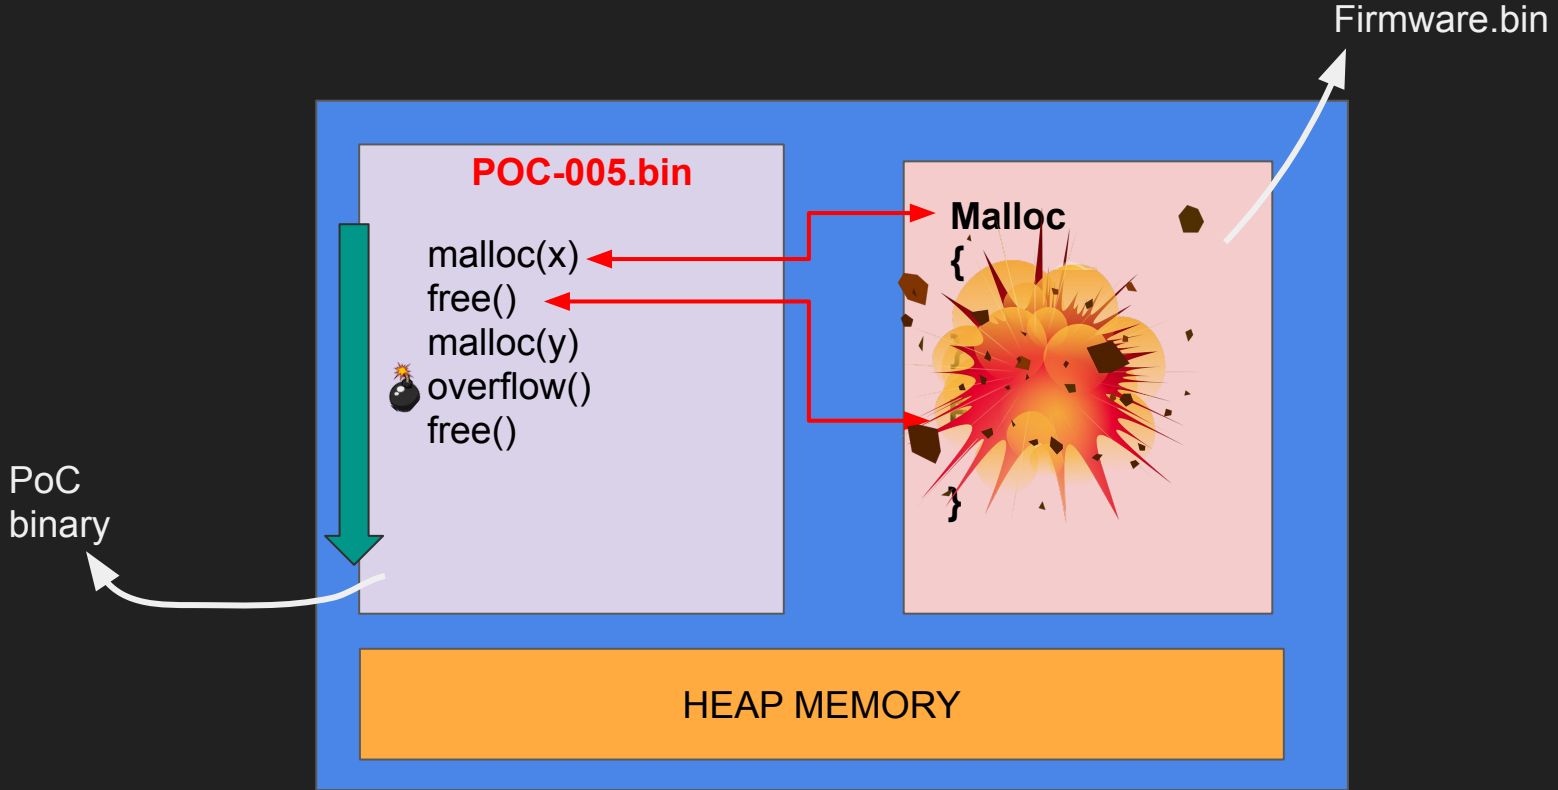 Firmware.bin
POC-005.bin
malloc(x)
free()
malloc(y)
overflow()
free()
Malloc
{
}
PoC
binary
HEAP MEMORY